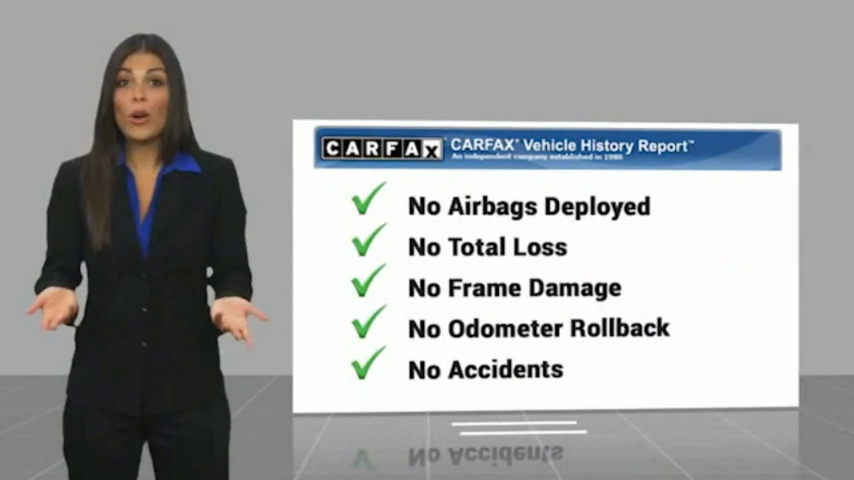 CARFAX CARFAX® Vehicle History Report™
An independent company established in 1986
No Airbags Deployed
No Total Loss
No Frame Damage
No Odometer Rollback
No Accidents
No Accidents